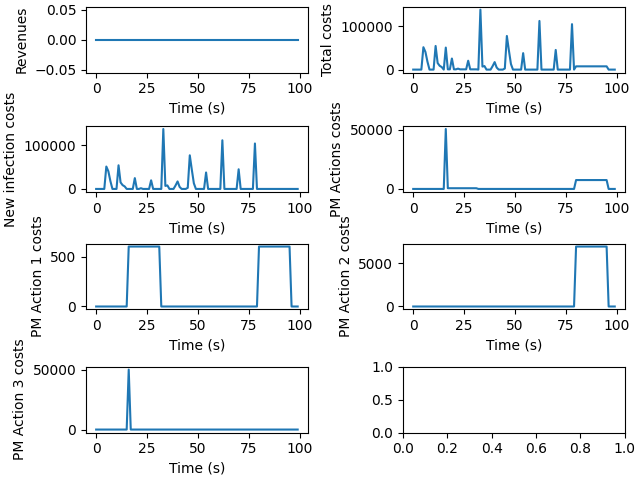 Revenues
0.05
0.00
−0.05
0 25 50 75 100
Time (s)
Total costs
100000
0
0 25 50 75 100
Time (s)
New infection costs
100000
0
0 25 50 75 100
Time (s)
PM Actions costs
50000
0
0 25 50 75 100
Time (s)
PM Action 1 costs
500
0
0 25 50 75 100
Time (s)
PM Action 2 costs
5000
0
0 25 50 75 100
Time (s)
PM Action 3 costs
50000
0
0 25 50 75 100
Time (s)
1.0
0.5
0.0
0.0 0.2 0.4 0.6 0.8 1.0